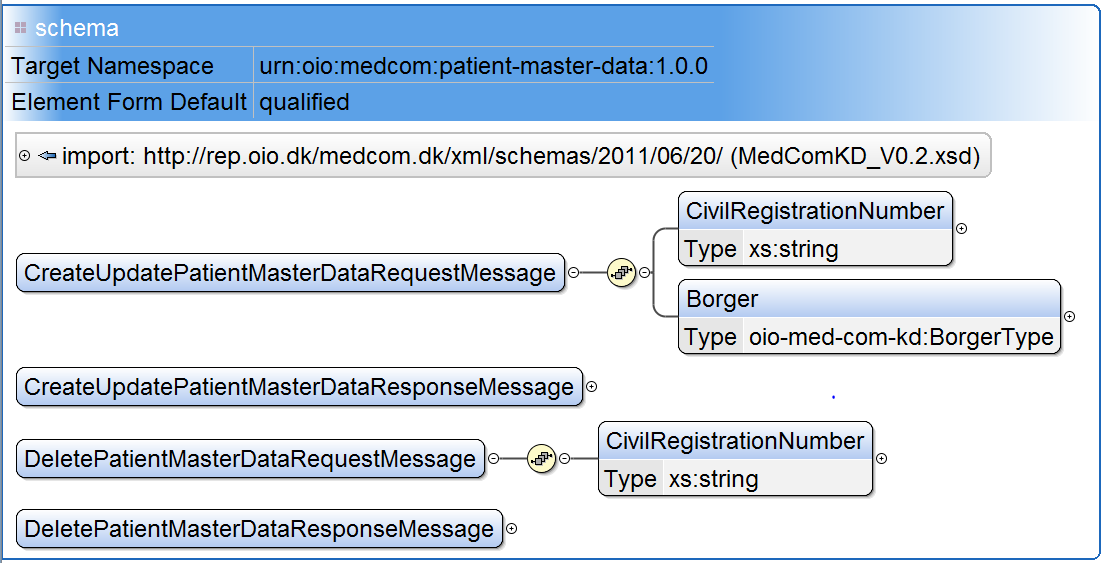 schema
Target Namespace urn:oio:medcom:patient-master-data:1.0.0
Element Form Default qualified
import: http://rep.oio.dk/medcom.dk/xml/schemas/2011/06/20/ (MedComKD_V0.2.xsd)
CreateUpdatePatientMasterDataRequestMessage
CivilRegistrationNumber
Type xs:string
Borger
Type oio-med-com-kd:BorgerType
CreateUpdatePatientMasterDataResponseMessage
DeletePatientMasterDataRequestMessage
CivilRegistrationNumber
Type xs:string
DeletePatientMasterDataResponseMessage